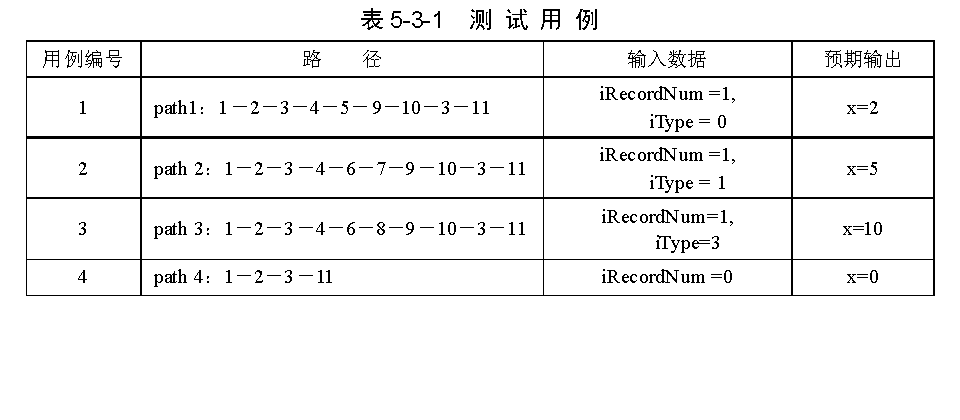 表 5-3-1 测 试 用 例
用例编号 路 径 输入数据 预期输出
1 path1：1－2－3－4－5－9－10－3－11 iRecordNum =1, x=2
iType = 0
2 path 2：1－2－3－4－6－7－9－10－3－11 iRecordNum =1, x=5
iType = 1
3 path 3：1－2－3－4－6－8－9－10－3－11 iRecordNum=1, x=10
iType=3
4 path 4：1－2－3－11 iRecordNum =0 x=0